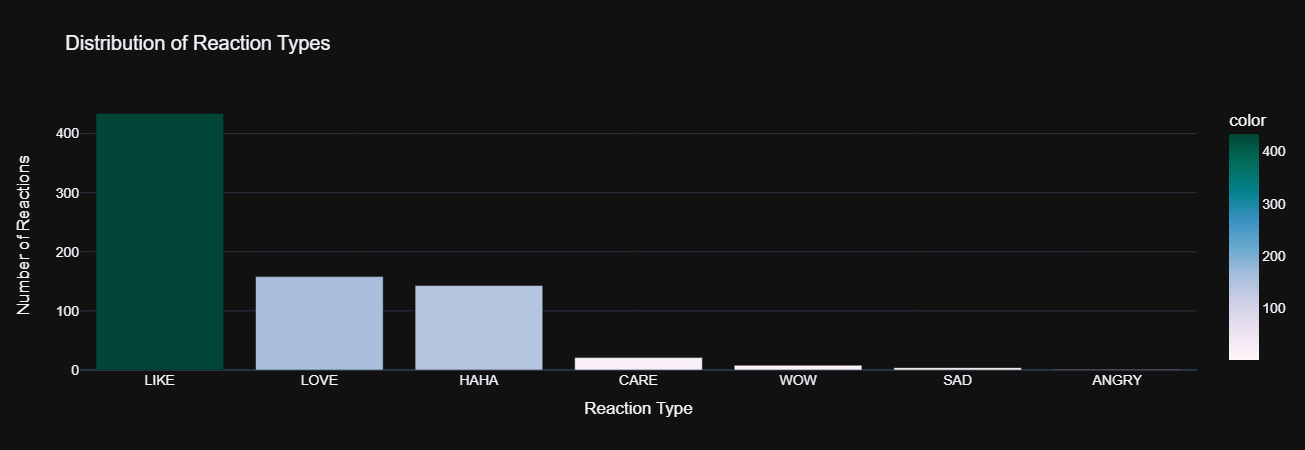 Distribution of Reaction Types
Number of Reactions
400
300
200
100
0
LIKE LOVE HAHA CARE WOW SAD ANGRY
Reaction Type
color
400
300
200
100